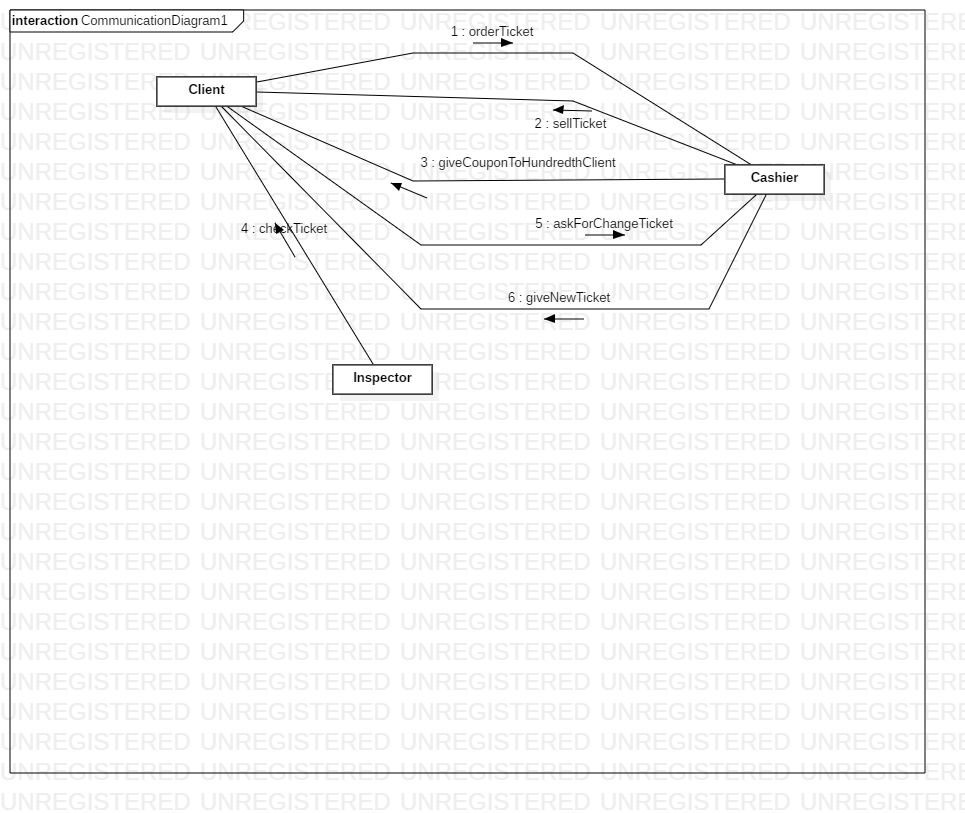 interaction CommunicationDiagram1
1 : orderTicket
Client
2 : sellTicket
3 : giveCouponToHundredthClient
Cashier
4 : checkTicket
5 : askForChangeTicket
6 : giveNewTicket
Inspector
UNREGISTERED UNREGISTERED UNREGISTERED UNREGISTERED UNREGISTERED